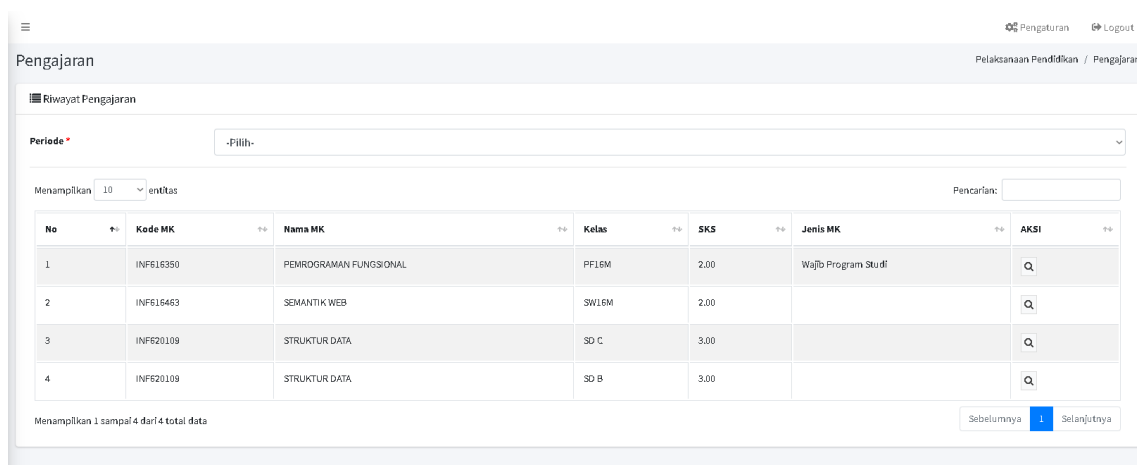 Pengaturan Logout
Pengajaran Pelaksanaan Pendidikan / Pengajaran
Riwayat Pengajaran
Periode * -Pilih-
Menampilkan 10 entitas Pencarian:
No Kode MK Nama MK Kelas SKS Jenis MK AKSI
1 INF616350 PEMROGRAMAN FUNGSIONAL PF16M 2.00 Wajib Program Studi
2 INF616463 SEMANTIK WEB SW16M 2.00
3 INF620109 STRUKTUR DATA SD C 3.00
4 INF620109 STRUKTUR DATA SD B 3.00
Menampilkan 1 sampai 4 dari 4 total data Sebelumnya 1 Selanjutnya